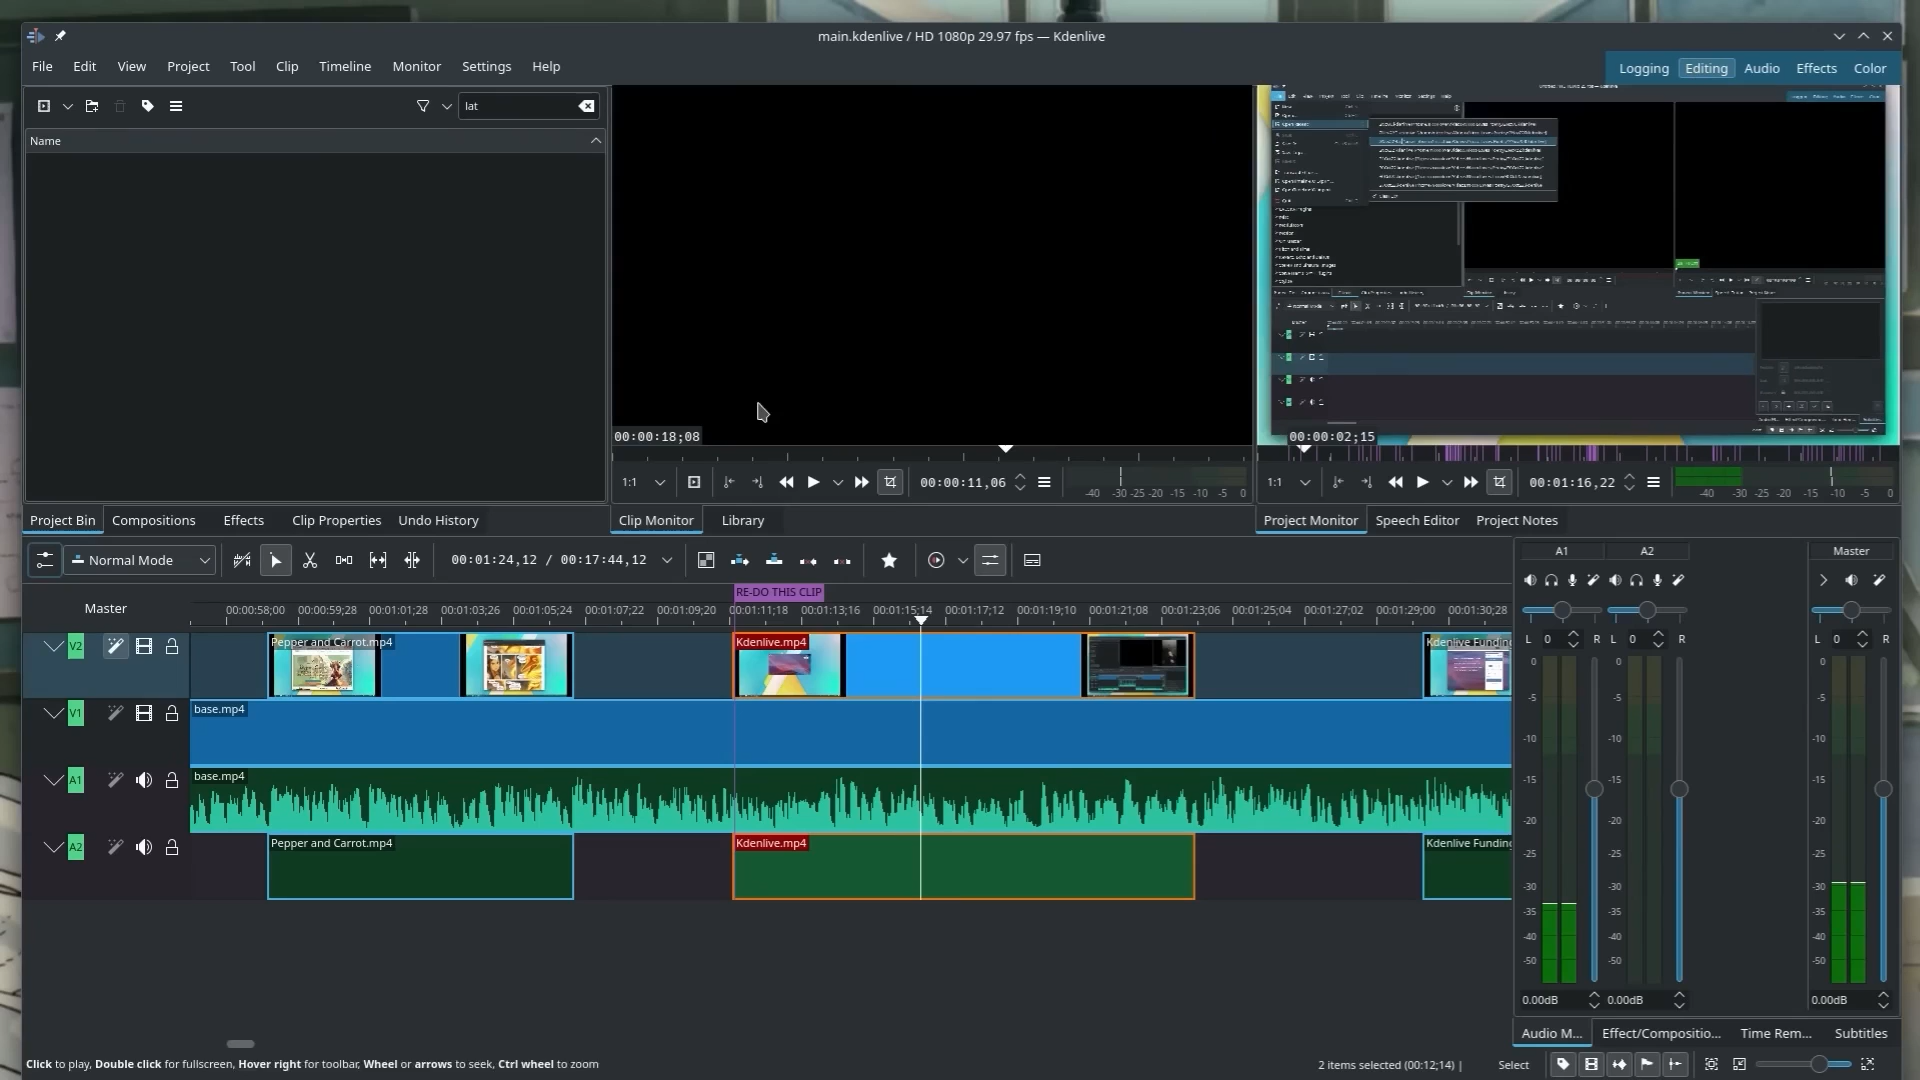 main.kdenlive / HD 1080p 29.97 fps — Kdenlive
File Edit View Project Tool Clip Timeline Monitor Settings Help
Logging Editing Audio Effects Color
lat
Name
00:00:18;08
00:00:02;15
1:1 00:00:11,06 -40 -30 -25 -20 -15 -10 -5 0
1:1 00:01:16,22 -40 -30 -25 -20 -15 -10 -5 0
Project Bin Compositions Effects Clip Properties Undo History
Clip Monitor Library
Project Monitor Speech Editor Project Notes
Normal Mode 00:01:24,12 / 00:17:44,12
A1 A2 Master
RE-DO THIS CLIP
Master 00:00:58;00 00:00:59;28 00:01:01;28 00:01:03;26 00:01:05;24 00:01:07;22 00:01:09;20 00:01:11;18 00:01:13;16 00:01:15;14 00:01:17;12 00:01:19;10 00:01:21;08 00:01:23;06 00:01:25;04 00:01:27;02 00:01:29;00 00:01:30;28
V2 Pepper and Carrot.mp4 Kdenlive.mp4 Kdenlive Funding
V1 base.mp4
A1 base.mp4
A2 Pepper and Carrot.mp4 Kdenlive.mp4 Kdenlive Funding
L 0 R L 0 R L 0 R
0 0 0
-5 -5 -5
-10 -10 -10
-15 -15 -15
-20 -20 -20
-25 -25 -25
-30 -30 -30
-35 -35 -35
-40 -40 -40
-50 -50 -50
0.00dB 0.00dB 0.00dB
Audio M... Effect/Compositio... Time Rem... Subtitles
Click to play, Double click for fullscreen, Hover right for toolbar, Wheel or arrows to seek, Ctrl wheel to zoom
2 items selected (00:12;14) | Select